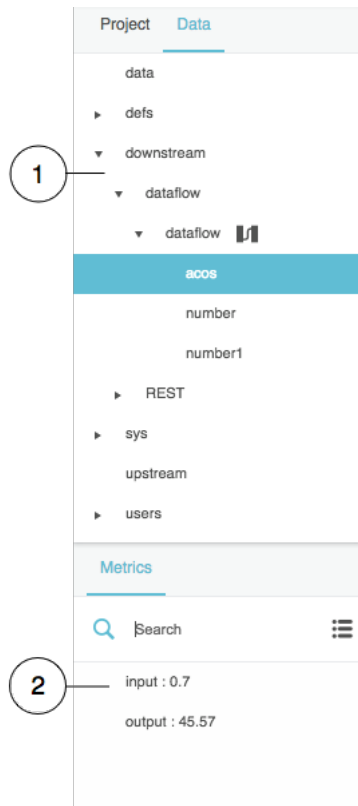 Project Data
data
defs
downstream
1
dataflow
dataflow
acos
number
number1
REST
sys
upstream
users
Metrics
Search
2
input : 0.7
output : 45.57